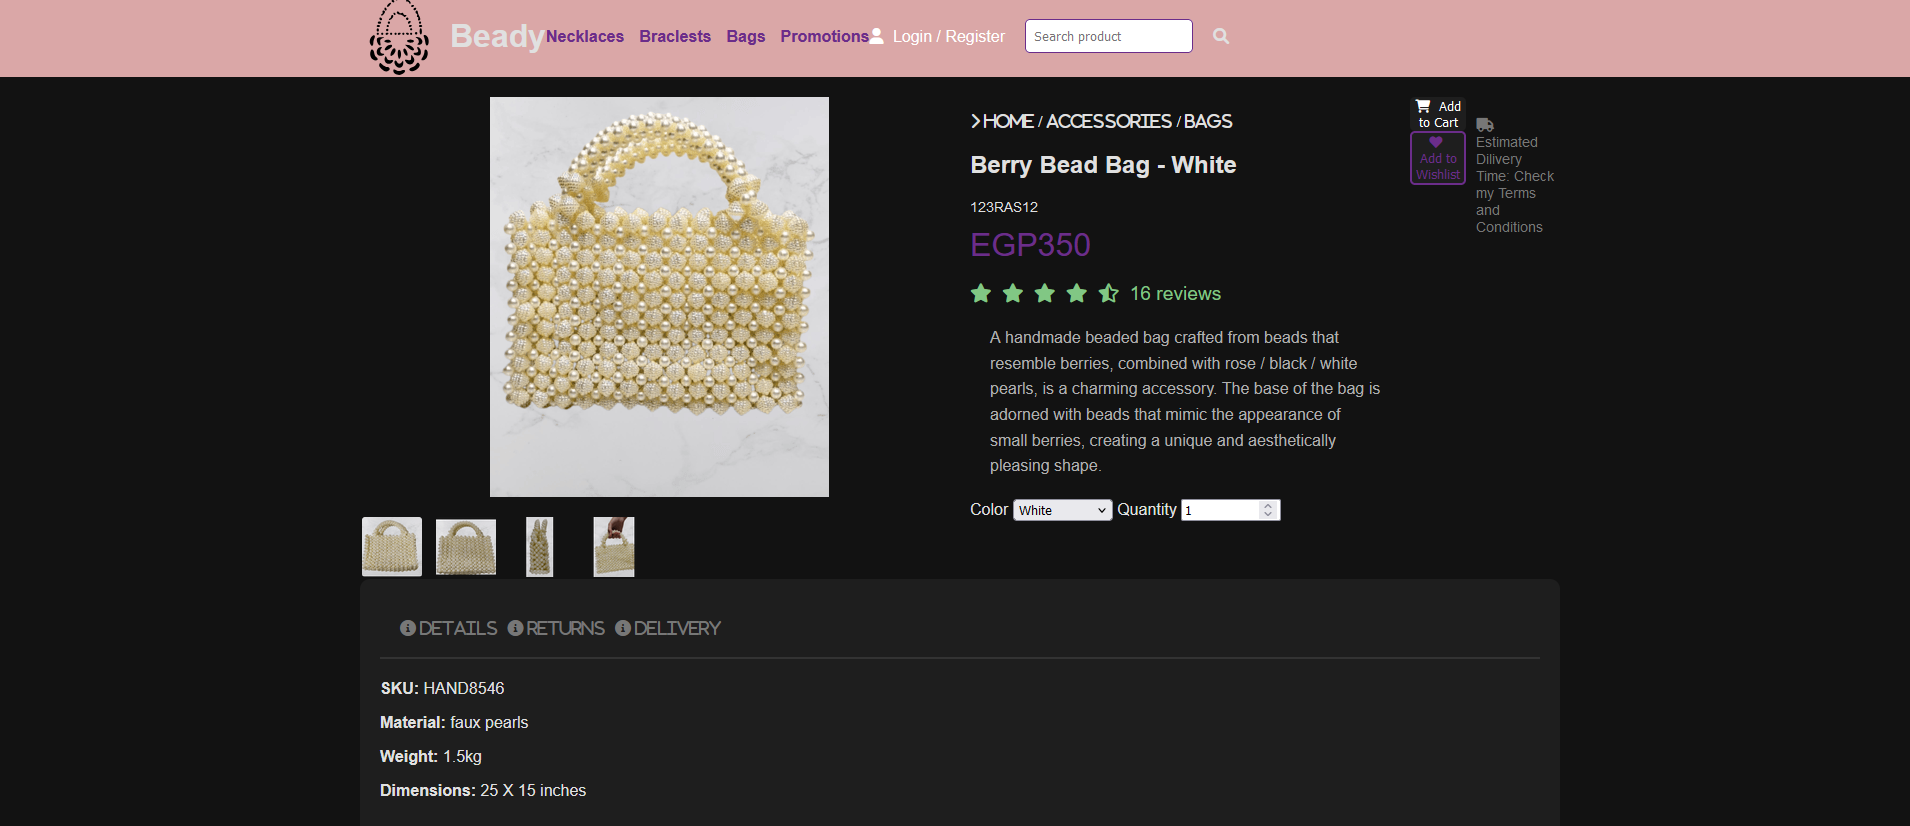 Beady Necklaces Braclests Bags Promotions Login / Register Search product
HOME / ACCESSORIES / BAGS
Berry Bead Bag - White
123RAS12
EGP350
16 reviews
A handmade beaded bag crafted from beads that
resemble berries, combined with rose / black / white
pearls, is a charming accessory. The base of the bag is
adorned with beads that mimic the appearance of
small berries, creating a unique and aesthetically
pleasing shape.
Color White Quantity 1
Add
to Cart
Add to
Wishlist
Estimated
Dilivery
Time: Check
my Terms
and
Conditions
DETAILS RETURNS DELIVERY
SKU: HAND8546
Material: faux pearls
Weight: 1.5kg
Dimensions: 25 X 15 inches